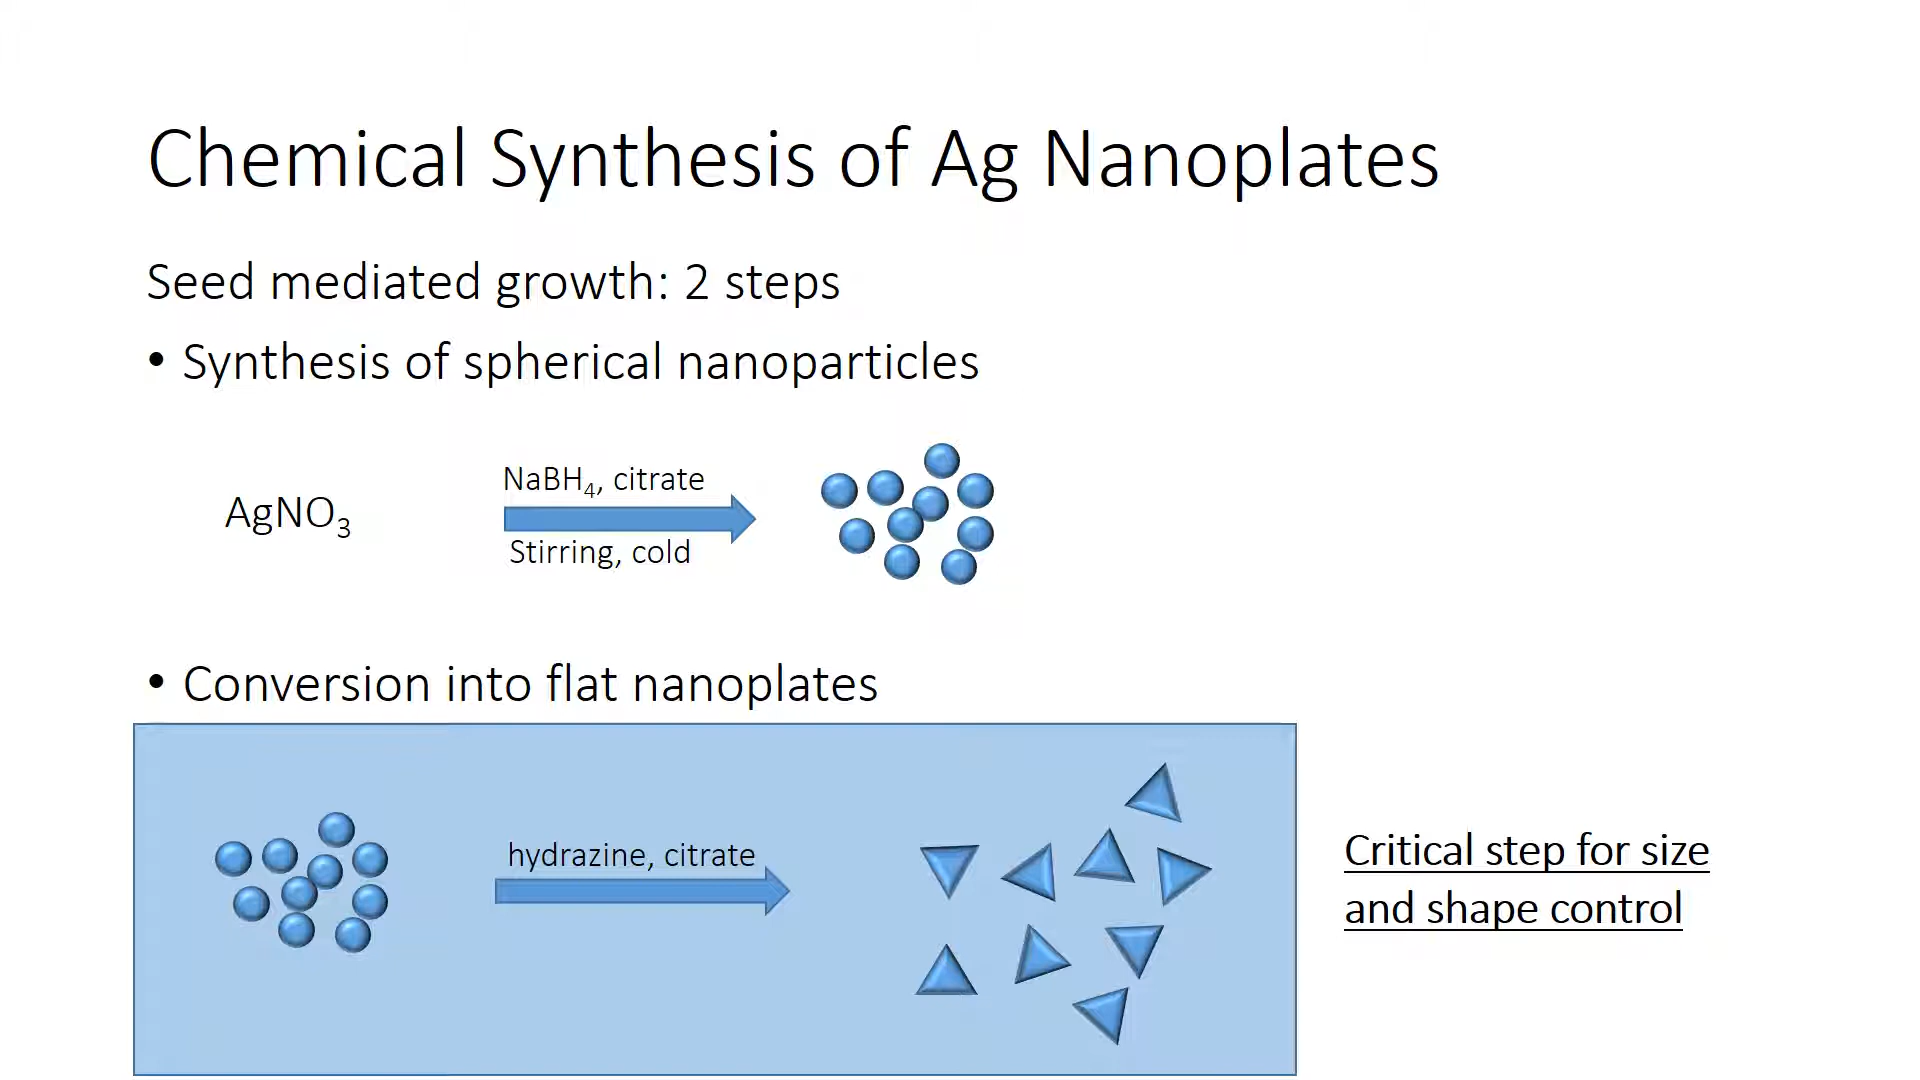 Chemical Synthesis of Ag Nanoplates
Seed mediated growth: 2 steps
• Synthesis of spherical nanoparticles
NaBH₄, citrate
AgNO₃
Stirring, cold
• Conversion into flat nanoplates
hydrazine, citrate
Critical step for size
and shape control